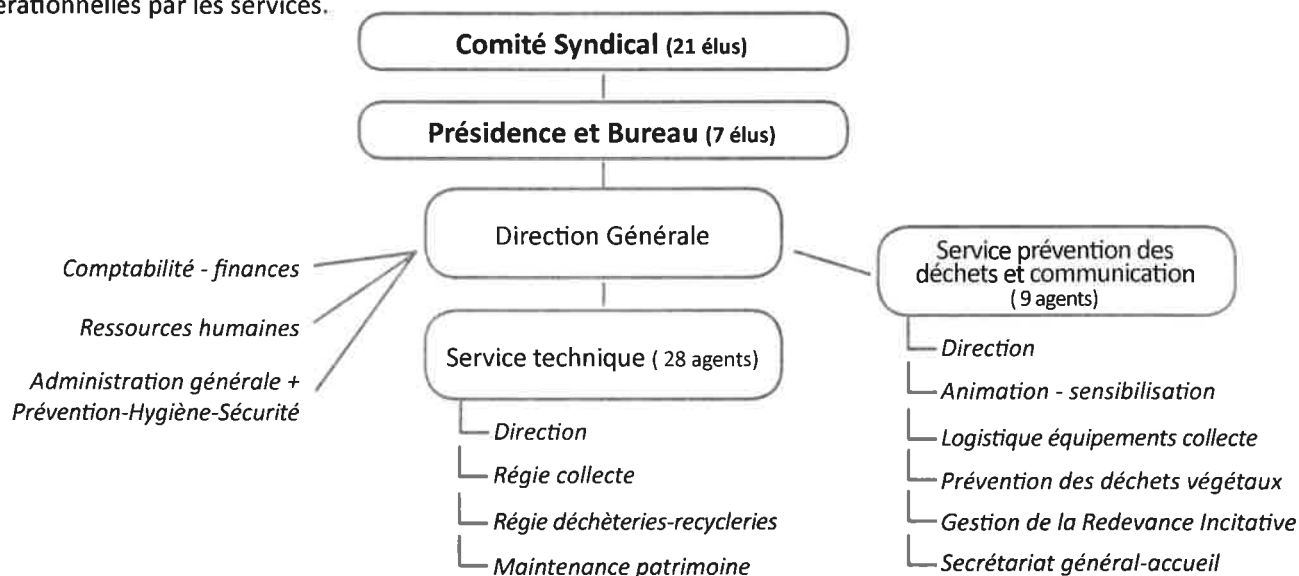 érationnelles par les services.
Comité Syndical (21 élus)
Présidence et Bureau (7 élus)
Direction Générale
Comptabilité - finances
Ressources humaines
Administration générale +
Prévention-Hygiène-Sécurité
Service technique ( 28 agents)
Direction
Régie collecte
Régie déchèteries-recycleries
Maintenance patrimoine
Service prévention des
déchets et communication
( 9 agents)
Direction
Animation - sensibilisation
Logistique équipements collecte
Prévention des déchets végétaux
Gestion de la Redevance Incitative
Secrétariat général-accueil